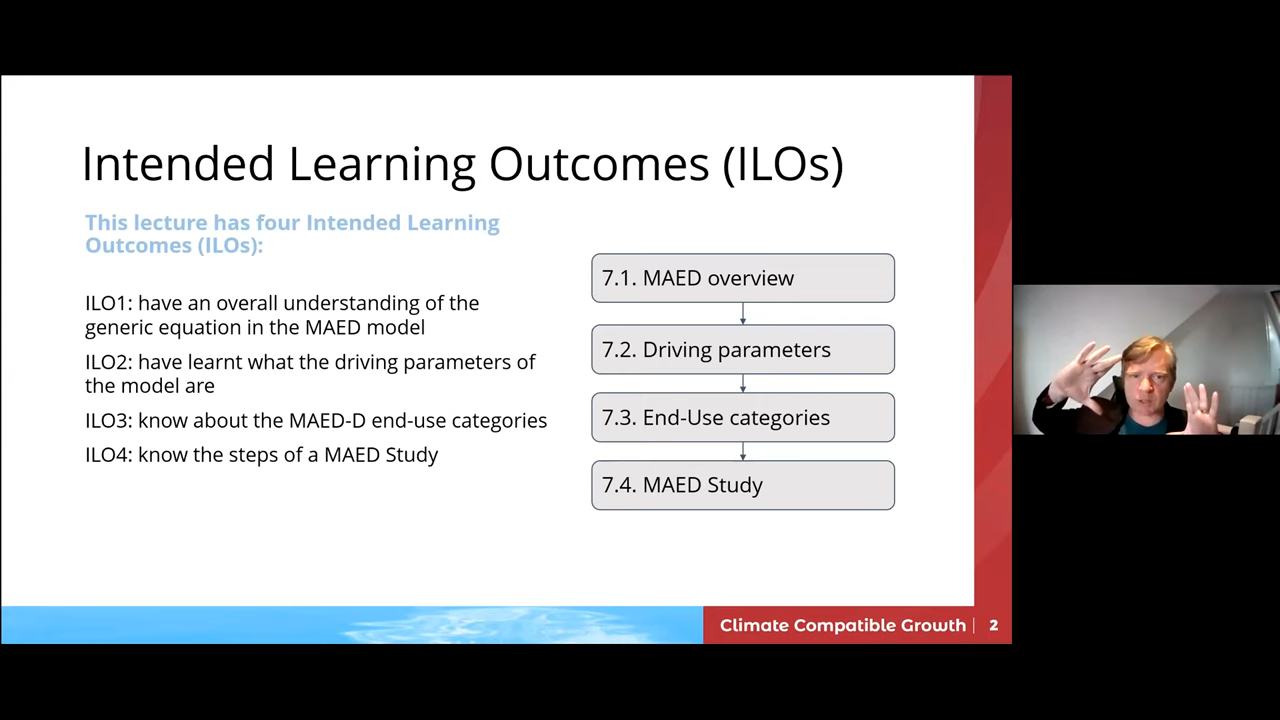 Intended Learning Outcomes (ILOs)
This lecture has four Intended Learning
Outcomes (ILOs):
ILO1: have an overall understanding of the
generic equation in the MAED model
ILO2: have learnt what the driving parameters of
the model are
ILO3: know about the MAED-D end-use categories
ILO4: know the steps of a MAED Study
7.1. MAED overview
7.2. Driving parameters
7.3. End-Use categories
7.4. MAED Study
Climate Compatible Growth | 2